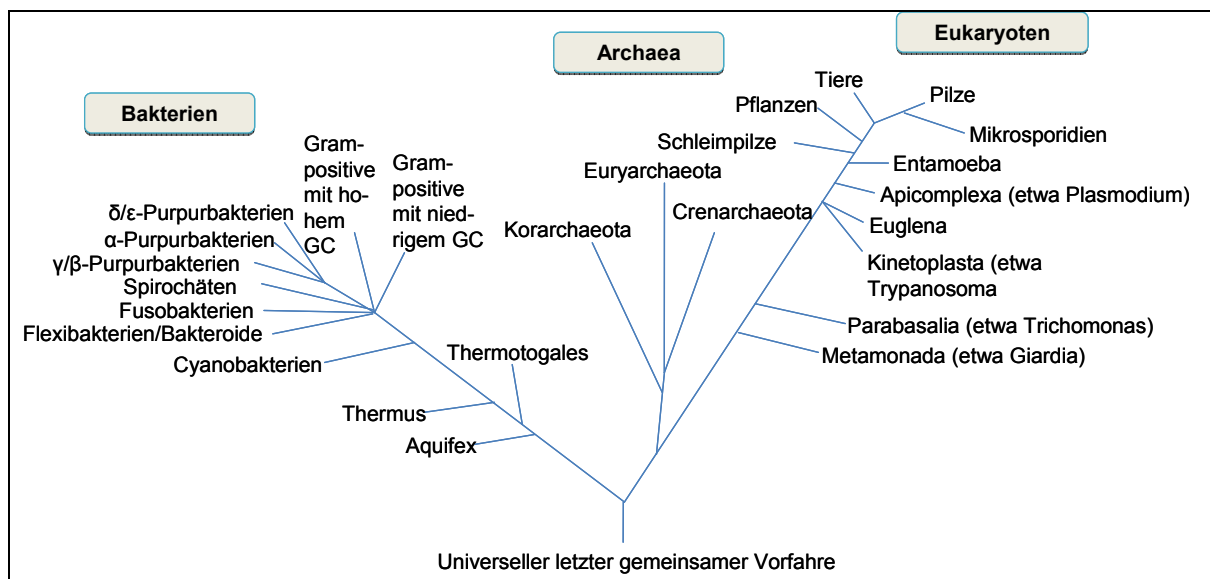 Eukaryoten
Archaea
Bakterien
Tiere
Pilze
Pflanzen
Mikrosporidien
Schleimpilze
Entamoeba
Euryarchaeota
Apicomplexa (etwa Plasmodium)
Crenarchaeota
Euglena
Korarchaeota
Kinetoplasta (etwa
Trypanosoma
Parabasalia (etwa Trichomonas)
Metamonada (etwa Giardia)
Gram-
positive
mit ho-
hem
GC
Gram-
positive
mit nied-
rigem GC
δ/ε-Purpurbakterien
α-Purpurbakterien
γ/β-Purpurbakterien
Spirochäten
Fusobakterien
Flexibakterien/Bakteroide
Cyanobakterien
Thermotogales
Thermus
Aquifex
Universeller letzter gemeinsamer Vorfahre